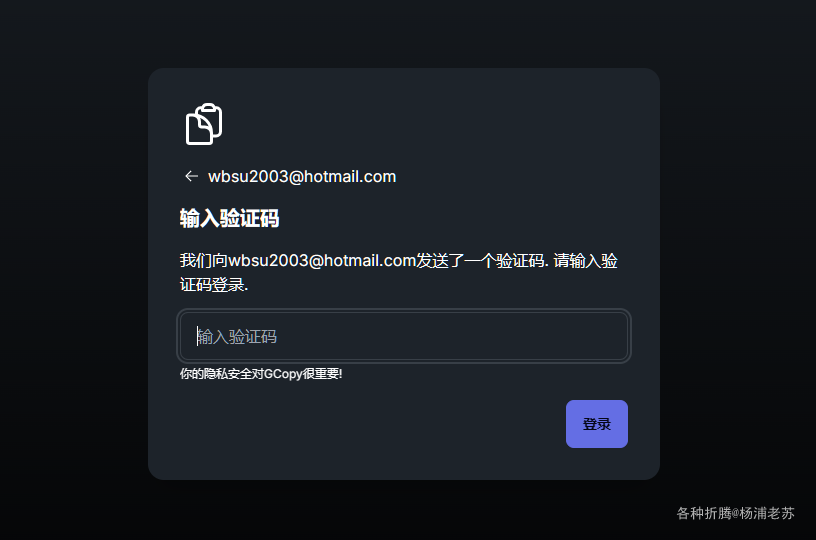 ← wbsu2003@hotmail.com
输入验证码
我们向wbsu2003@hotmail.com发送了一个验证码. 请输入验
证码登录.
输入验证码
你的隐私安全对GCopy很重要!
登录
各种折腾@杨浦老苏